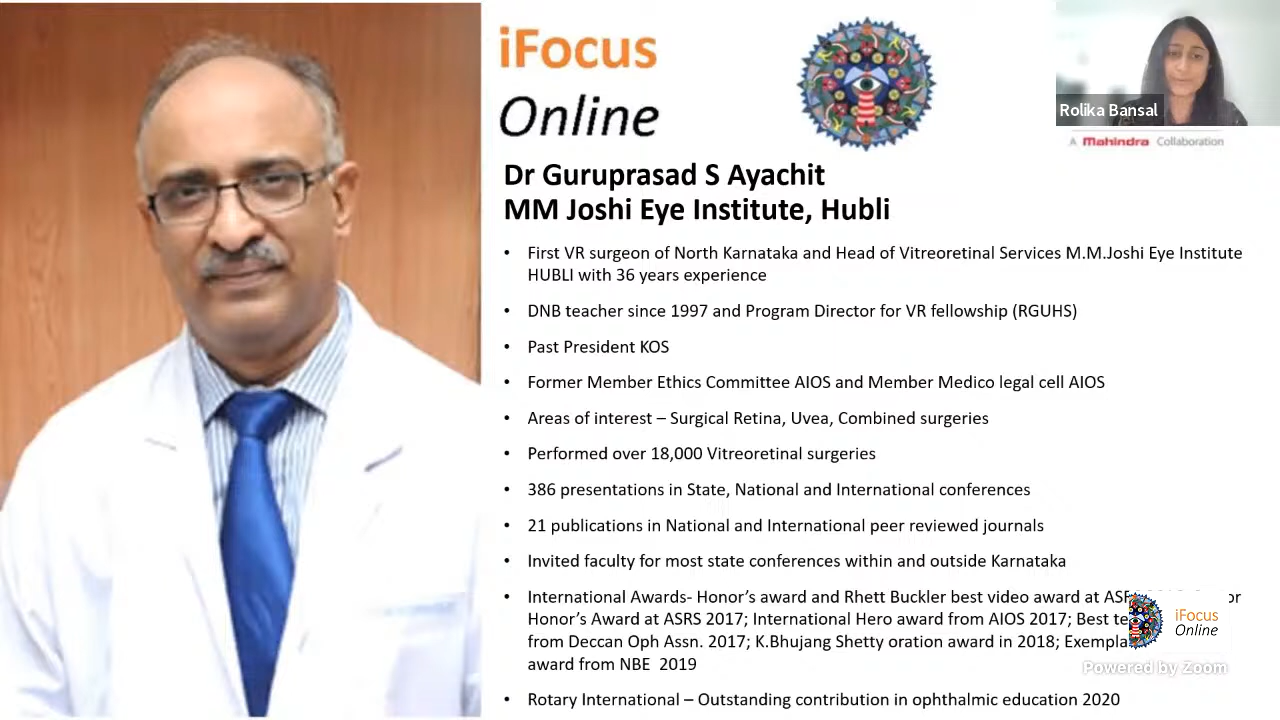 iFocus
Online
Rolika Bansal
A Mahindra Collaboration
Dr Guruprasad S Ayachit
MM Joshi Eye Institute, Hubli
• First VR surgeon of North Karnataka and Head of Vitreoretinal Services M.M.Joshi Eye Institute
HUBLI with 36 years experience
• DNB teacher since 1997 and Program Director for VR fellowship (RGUHS)
• Past President KOS
• Former Member Ethics Committee AIOS and Member Medico legal cell AIOS
• Areas of interest – Surgical Retina, Uvea, Combined surgeries
• Performed over 18,000 Vitreoretinal surgeries
• 386 presentations in State, National and International conferences
• 21 publications in National and International peer reviewed journals
• Invited faculty for most state conferences within and outside Karnataka
• International Awards- Honor’s award and Rhett Buckler best video award at
Honor’s Award at ASRS 2017; International Hero award from AIOS 2017; Best
from Deccan Oph Assn. 2017; K.Bhujang Shetty oration award in 2018;
award from NBE 2019
• Rotary International – Outstanding contribution in ophthalmic education 2020
iFocus
Online
Powered by Zoom